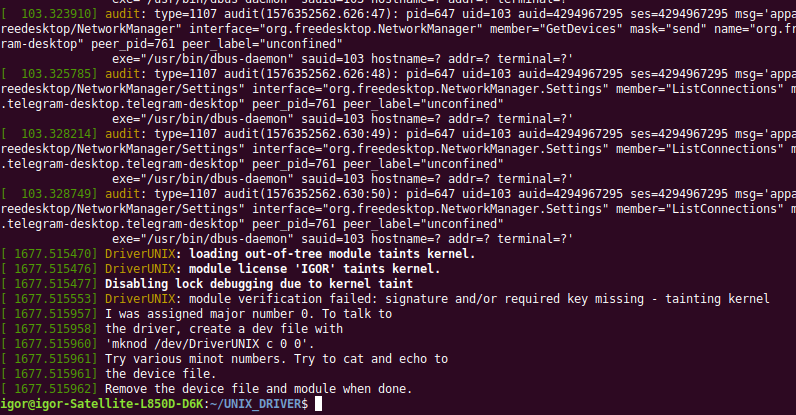 exe="/usr/bin/dbus-daemon" sauid=103 hostname=? addr=? terminal=?'
[  103.323910] audit: type=1107 audit(1576352562.626:47): pid=647 uid=103 auid=4294967295 ses=4294967295 msg='appa
reedesktop/NetworkManager" interface="org.freedesktop.NetworkManager" member="GetDevices" mask="send" name="org.fr
ram-desktop" peer_pid=761 peer_label="unconfined"
exe="/usr/bin/dbus-daemon" sauid=103 hostname=? addr=? terminal=?'
[  103.325785] audit: type=1107 audit(1576352562.626:48): pid=647 uid=103 auid=4294967295 ses=4294967295 msg='appa
reedesktop/NetworkManager/Settings" interface="org.freedesktop.NetworkManager.Settings" member="ListConnections" m
.telegram-desktop.telegram-desktop" peer_pid=761 peer_label="unconfined"
exe="/usr/bin/dbus-daemon" sauid=103 hostname=? addr=? terminal=?'
[  103.328214] audit: type=1107 audit(1576352562.630:49): pid=647 uid=103 auid=4294967295 ses=4294967295 msg='appa
reedesktop/NetworkManager/Settings" interface="org.freedesktop.NetworkManager.Settings" member="ListConnections" m
.telegram-desktop.telegram-desktop" peer_pid=761 peer_label="unconfined"
exe="/usr/bin/dbus-daemon" sauid=103 hostname=? addr=? terminal=?'
[  103.328749] audit: type=1107 audit(1576352562.630:50): pid=647 uid=103 auid=4294967295 ses=4294967295 msg='appa
reedesktop/NetworkManager/Settings" interface="org.freedesktop.NetworkManager.Settings" member="ListConnections" m
.telegram-desktop.telegram-desktop" peer_pid=761 peer_label="unconfined"
exe="/usr/bin/dbus-daemon" sauid=103 hostname=? addr=? terminal=?'
[ 1677.515470] DriverUNIX: loading out-of-tree module taints kernel.
[ 1677.515476] DriverUNIX: module license 'IGOR' taints kernel.
[ 1677.515477] Disabling lock debugging due to kernel taint
[ 1677.515553] DriverUNIX: module verification failed: signature and/or required key missing - tainting kernel
[ 1677.515957] I was assigned major number 0. To talk to
[ 1677.515958] the driver, create a dev file with
[ 1677.515960] 'mknod /dev/DriverUNIX c 0 0'.
[ 1677.515961] Try various minot numbers. Try to cat and echo to
[ 1677.515961] the device file.
[ 1677.515962] Remove the device file and module when done.
igor@igor-Satellite-L850D-D6K:~/UNIX_DRIVER$